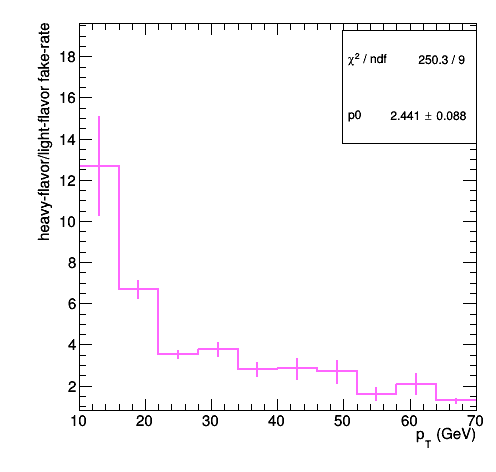 heavy-flavor/light-flavor fake-rate
χ² / ndf 250.3 / 9
p0 2.441 ± 0.088
18
16
14
12
10
8
6
4
2
10 20 30 40 50 60 70
p_T (GeV)